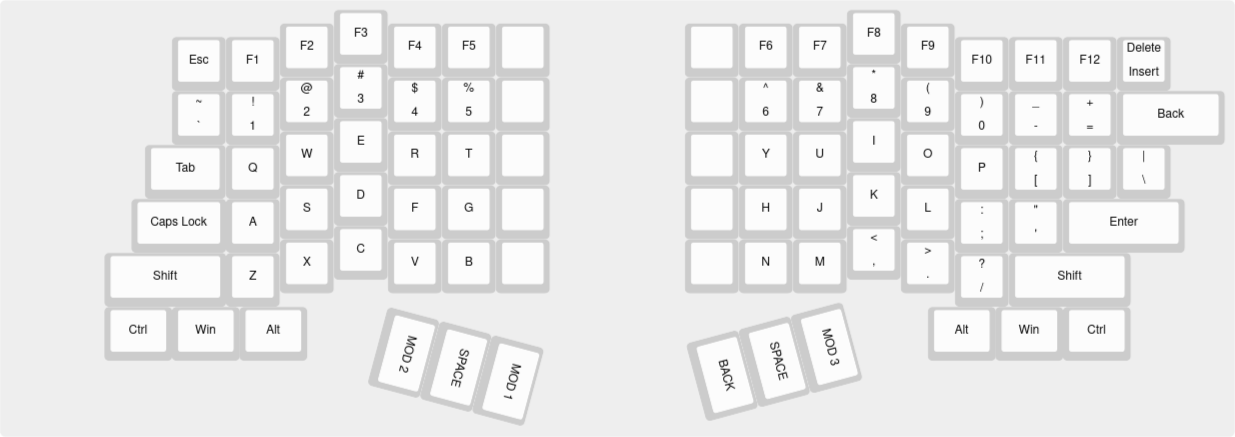 Esc F1 F2 F3 F4 F5 F6 F7 F8 F9 F10 F11 F12 Delete
Insert
~ ! @ # $ % ^ & * ( ) _ + Back
` 1 2 3 4 5 6 7 8 9 0 - =
Tab Q W E R T Y U I O P { } |
[ ] \
Caps Lock A S D F G H J K L : " Enter
; '
Shift Z X C V B N M < > ? Shift
, . /
Ctrl Win Alt MOD 2 SPACE MOD 1 BACK SPACE MOD 3 Alt Win Ctrl